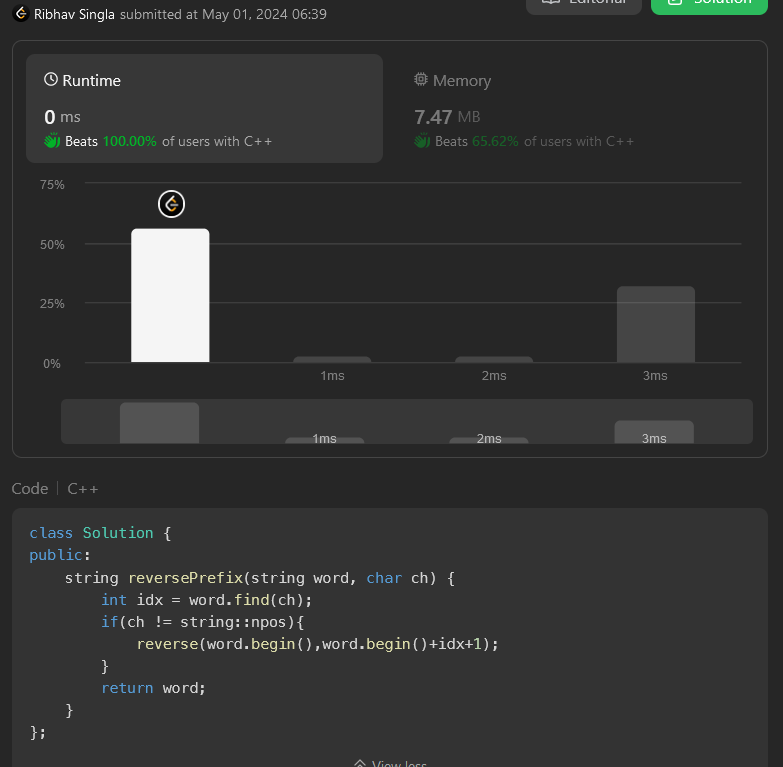 Ribhav Singla submitted at May 01, 2024 06:39
Editorial
Solution
Runtime
0 ms
Beats 100.00% of users with C++
Memory
7.47 MB
Beats 65.62% of users with C++
75%
50%
25%
0%
1ms 2ms 3ms
1ms 2ms 3ms
Code | C++
class Solution {
public:
    string reversePrefix(string word, char ch) {
        int idx = word.find(ch);
        if(ch != string::npos){
            reverse(word.begin(),word.begin()+idx+1);
        }
        return word;
    }
};
View less